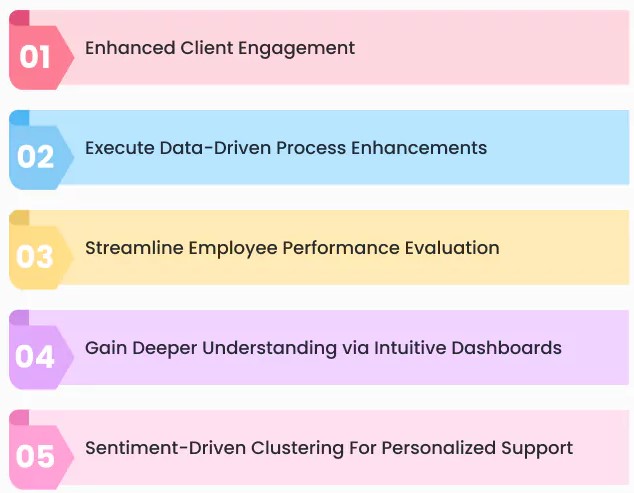 01
Enhanced Client Engagement
02
Execute Data-Driven Process Enhancements
03
Streamline Employee Performance Evaluation
04
Gain Deeper Understanding via Intuitive Dashboards
05
Sentiment-Driven Clustering For Personalized Support